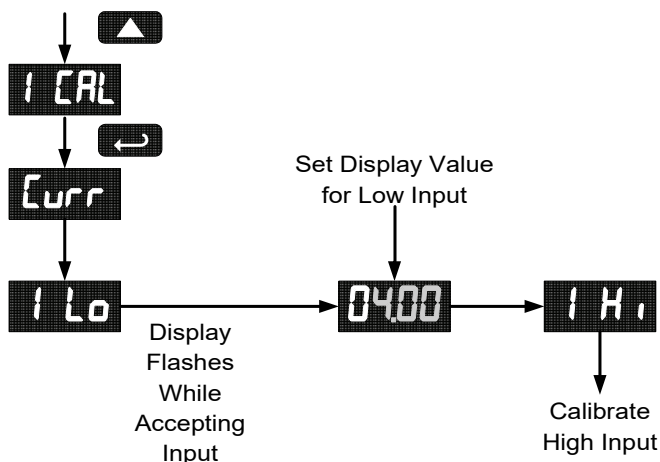 1 CAL
Curr
1 Lo
Display
Flashes
While
Accepting
Input
Set Display Value
for Low Input
04.00
1 Hi
Calibrate
High Input